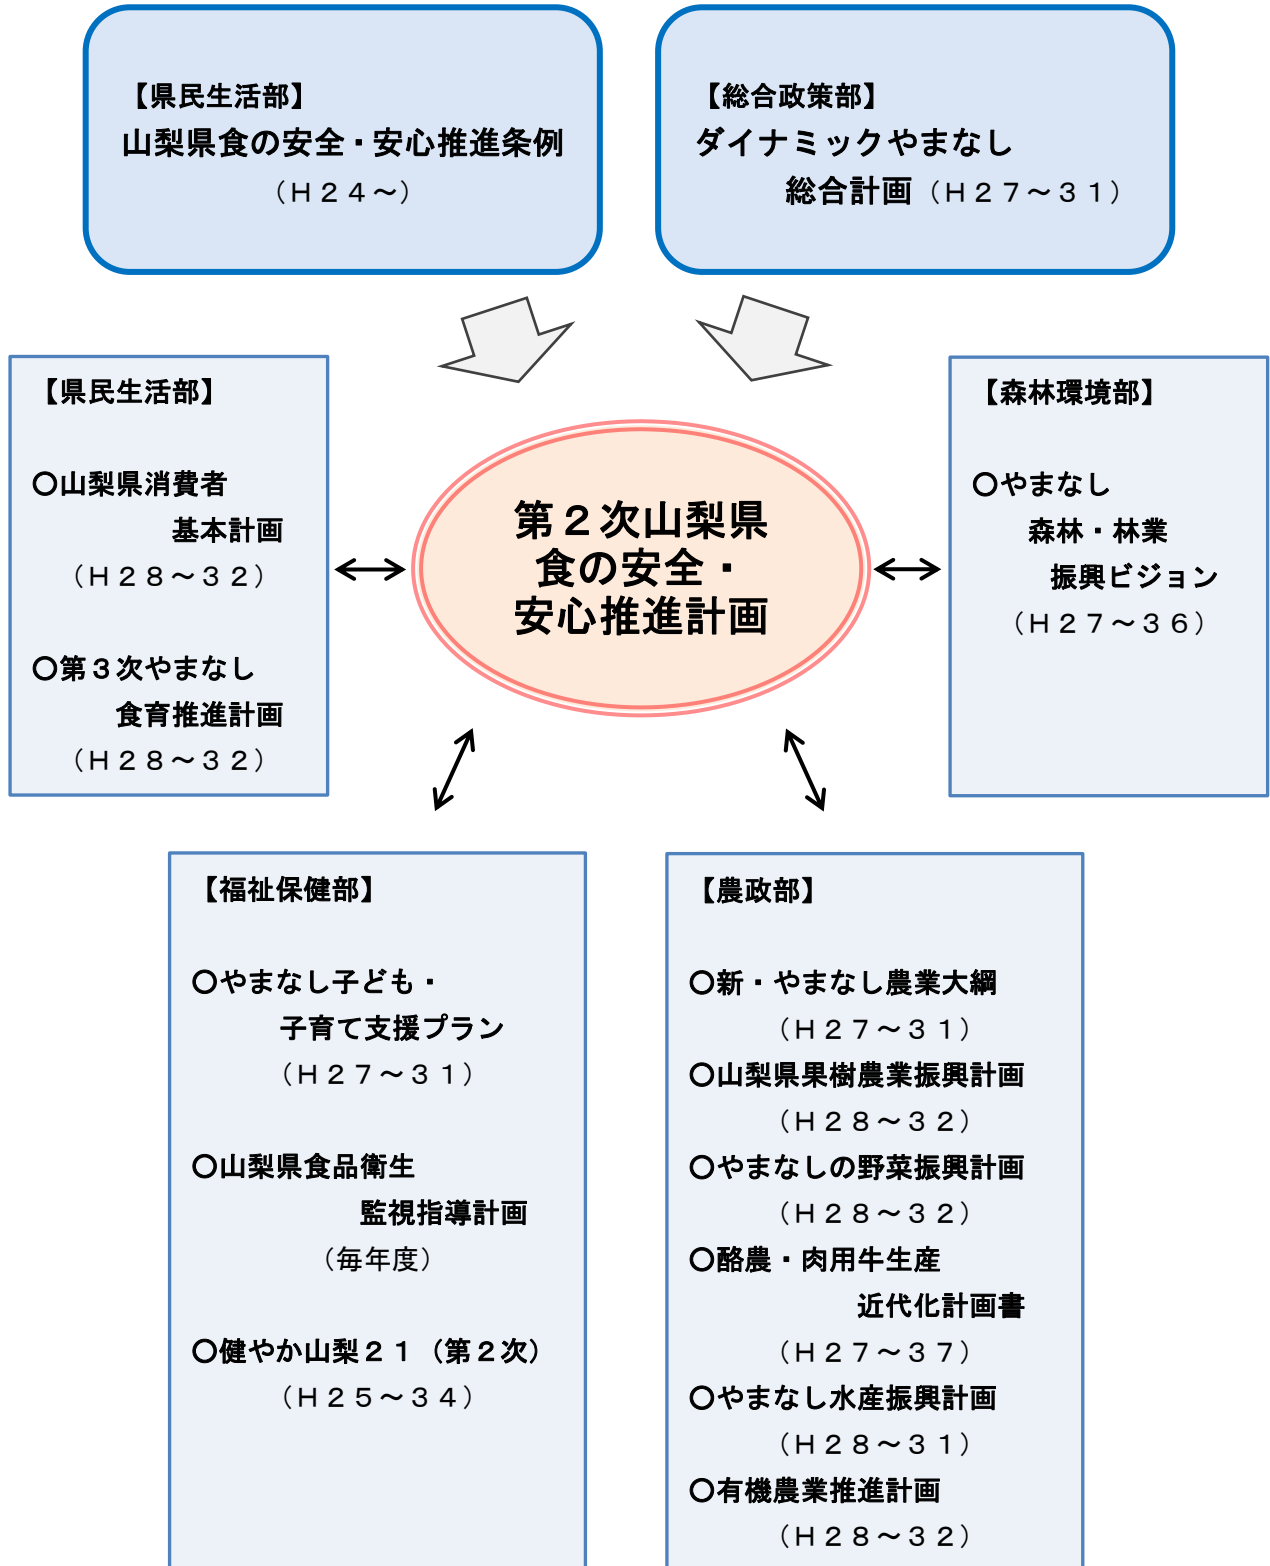 【県民生活部】
山梨県食の安全・安心推進条例
（Ｈ２４～）
【総合政策部】
ダイナミックやまなし
総合計画（Ｈ２７～３１）
【県民生活部】
○山梨県消費者
基本計画
（Ｈ２８～３２）
○第３次やまなし
食育推進計画
（Ｈ２８～３２）
第２次山梨県
食の安全・
安心推進計画
【森林環境部】
○やまなし
森林・林業
振興ビジョン
（Ｈ２７～３６）
【福祉保健部】
○やまなし子ども・
子育て支援プラン
（Ｈ２７～３１）
○山梨県食品衛生
監視指導計画
（毎年度）
○健やか山梨２１（第２次）
（Ｈ２５～３４）
【農政部】
○新・やまなし農業大綱
（Ｈ２７～３１）
○山梨県果樹農業振興計画
（Ｈ２８～３２）
○やまなしの野菜振興計画
（Ｈ２８～３２）
○酪農・肉用牛生産
近代化計画書
（Ｈ２７～３７）
○やまなし水産振興計画
（Ｈ２８～３１）
○有機農業推進計画
（Ｈ２８～３２）